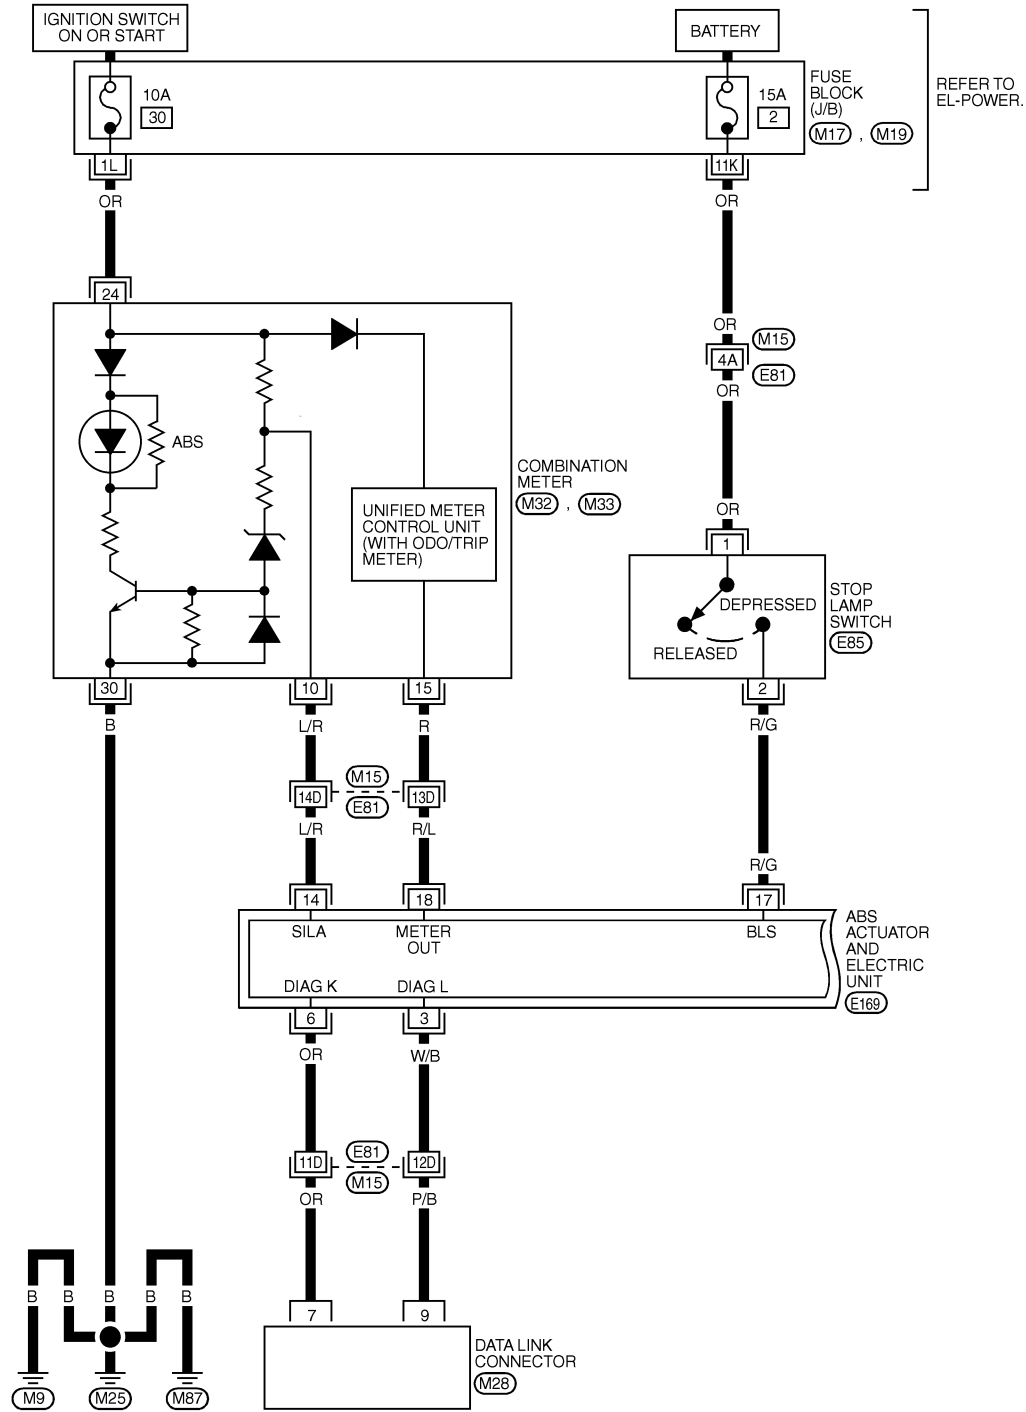 IGNITION SWITCH
ON OR START
BATTERY
10A
30
15A
2
FUSE
BLOCK
(J/B)
M17 , M19
REFER TO
EL-POWER.
1L
11K
OR
OR
24
OR
M15
4A
E81
OR
ABS
COMBINATION
METER
M32 , M33
UNIFIED METER
CONTROL UNIT
(WITH ODO/TRIP
METER)
OR
1
DEPRESSED
RELEASED
STOP
LAMP
SWITCH
E85
30
10
15
2
B
L/R
R
R/G
M15
14D
13D
E81
L/R
R/L
R/G
14
18
17
SILA
METER
OUT
BLS
ABS
ACTUATOR
AND
ELECTRIC
UNIT
E169
DIAG K
DIAG L
6
3
OR
W/B
E81
11D
12D
M15
OR
P/B
B
B
B
B
B
7
9
DATA LINK
CONNECTOR
M28
M9
M25
M87